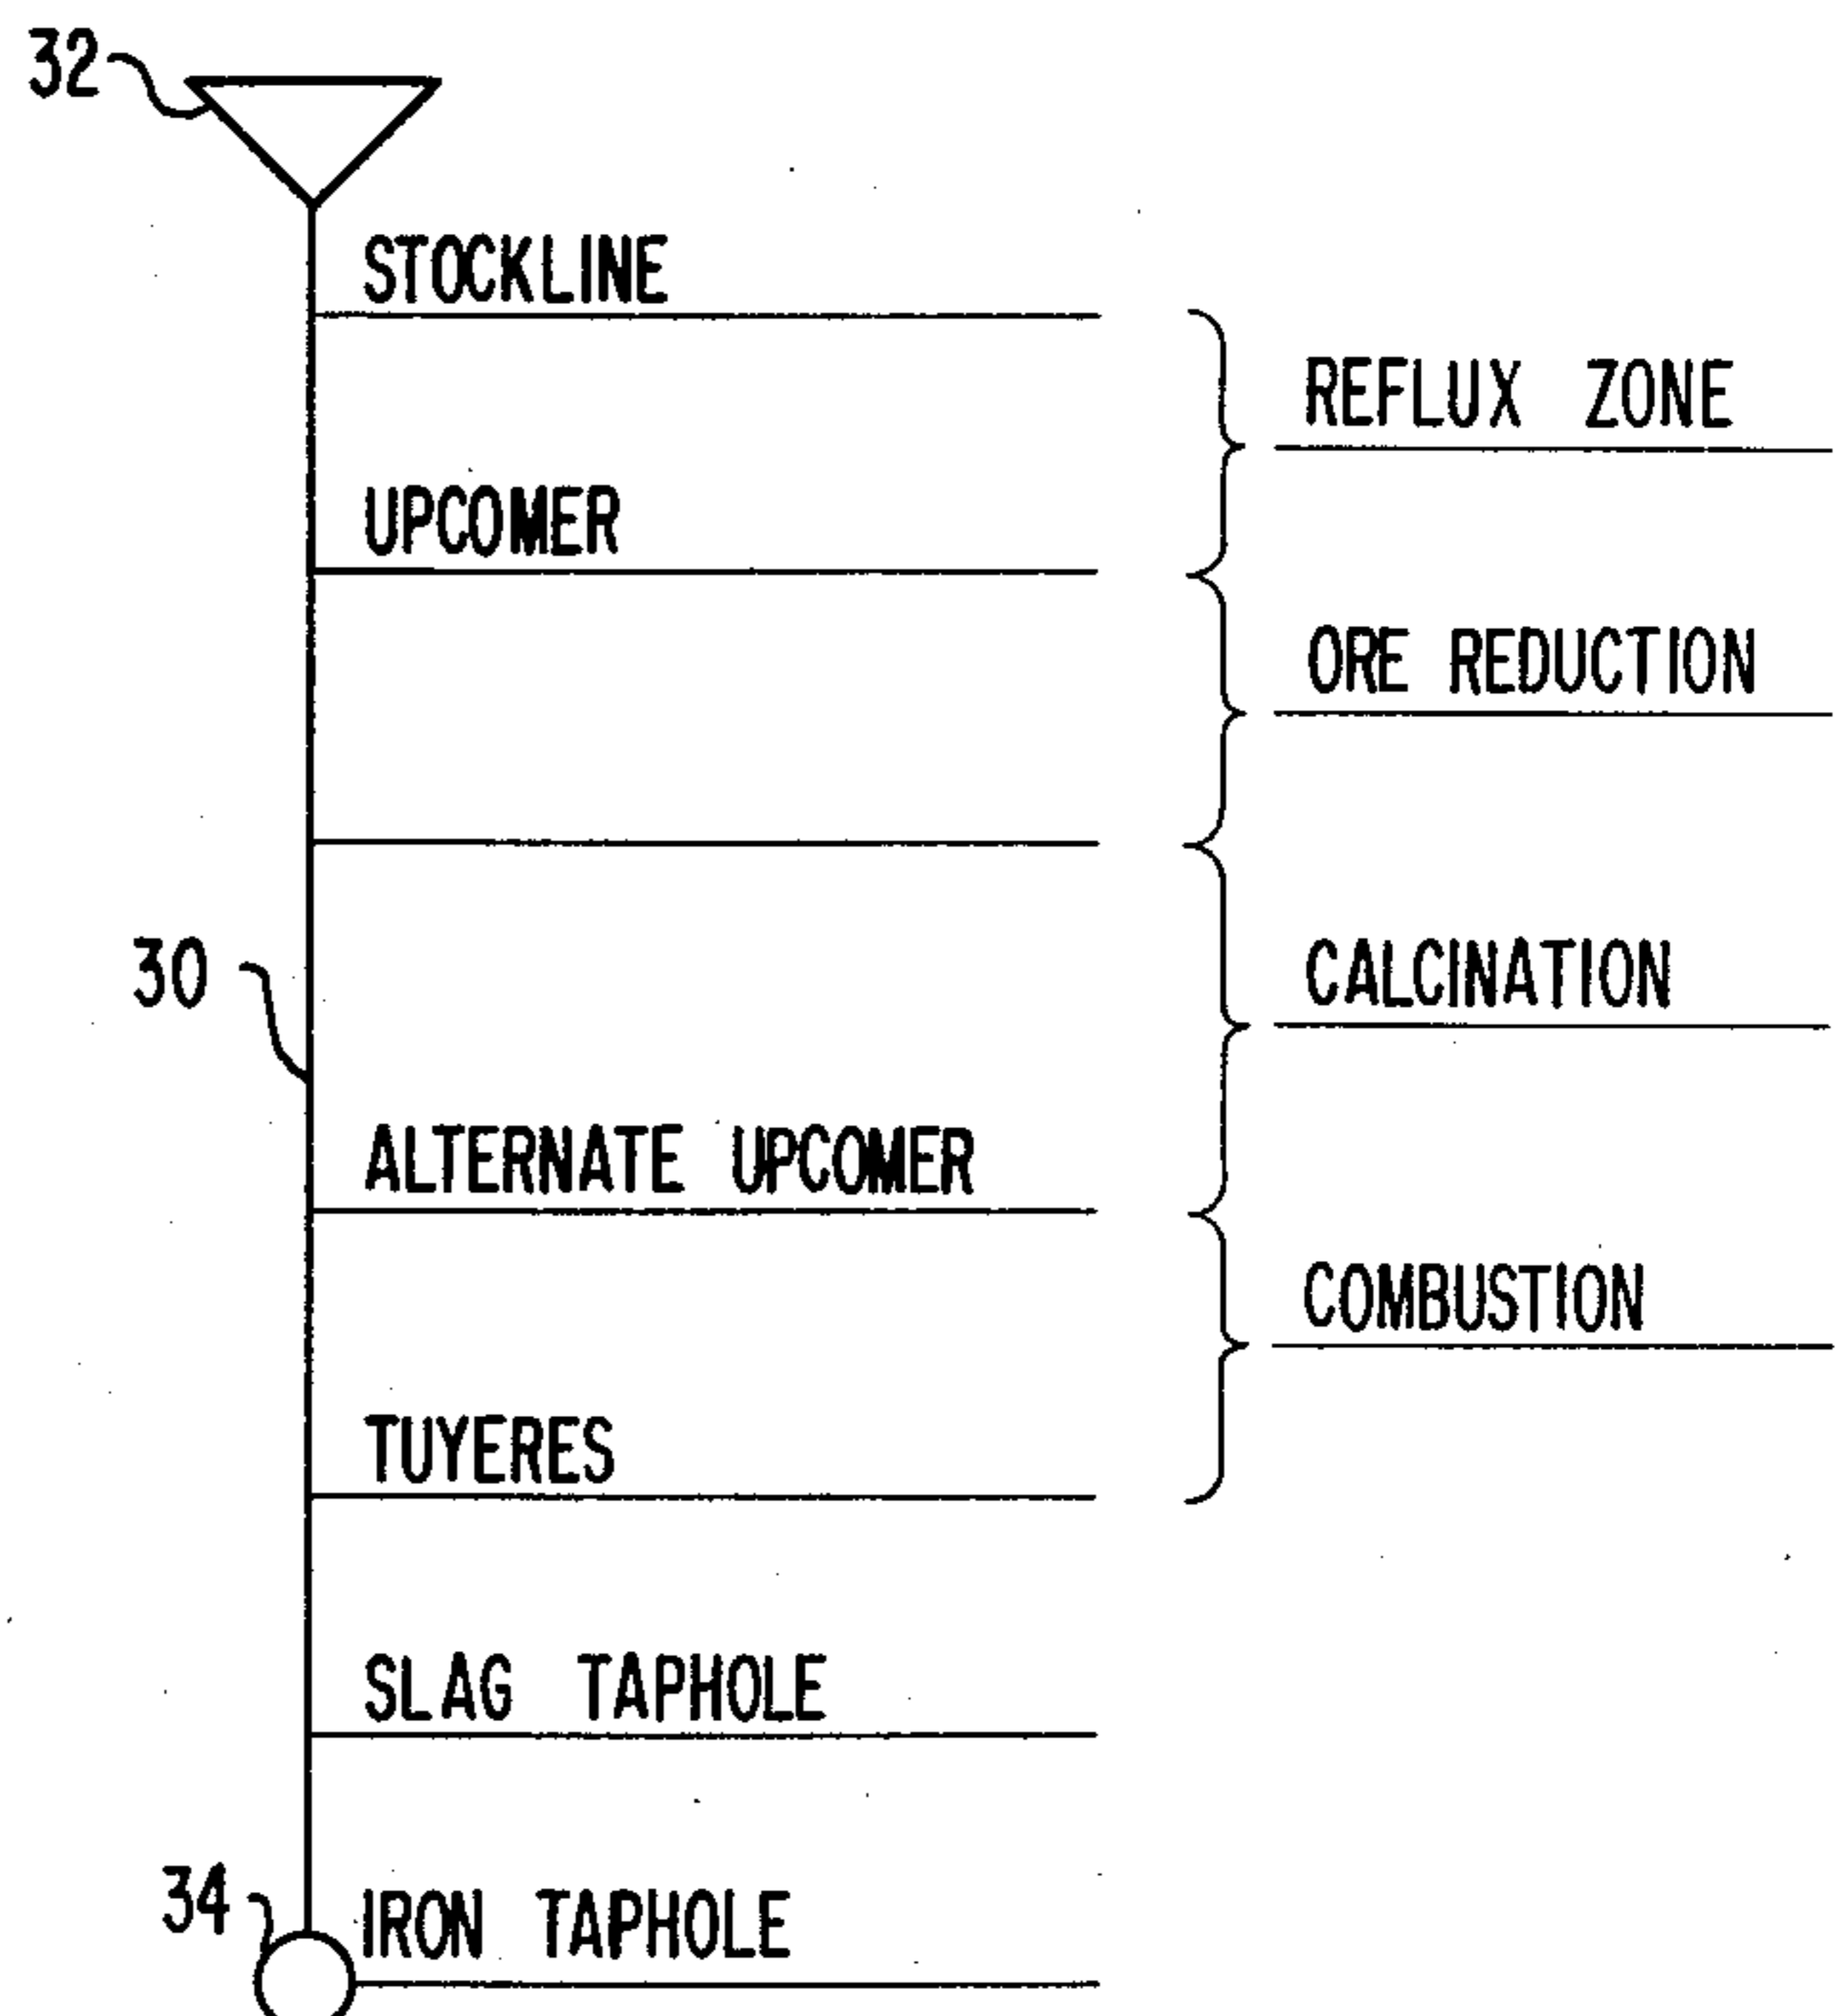 32
STOCKLINE
REFLUX ZONE
UPCOMER
ORE REDUCTION
30
CALCINATION
ALTERNATE UPCOMER
COMBUSTION
TUYERES
SLAG TAPHOLE
34
IRON TAPHOLE